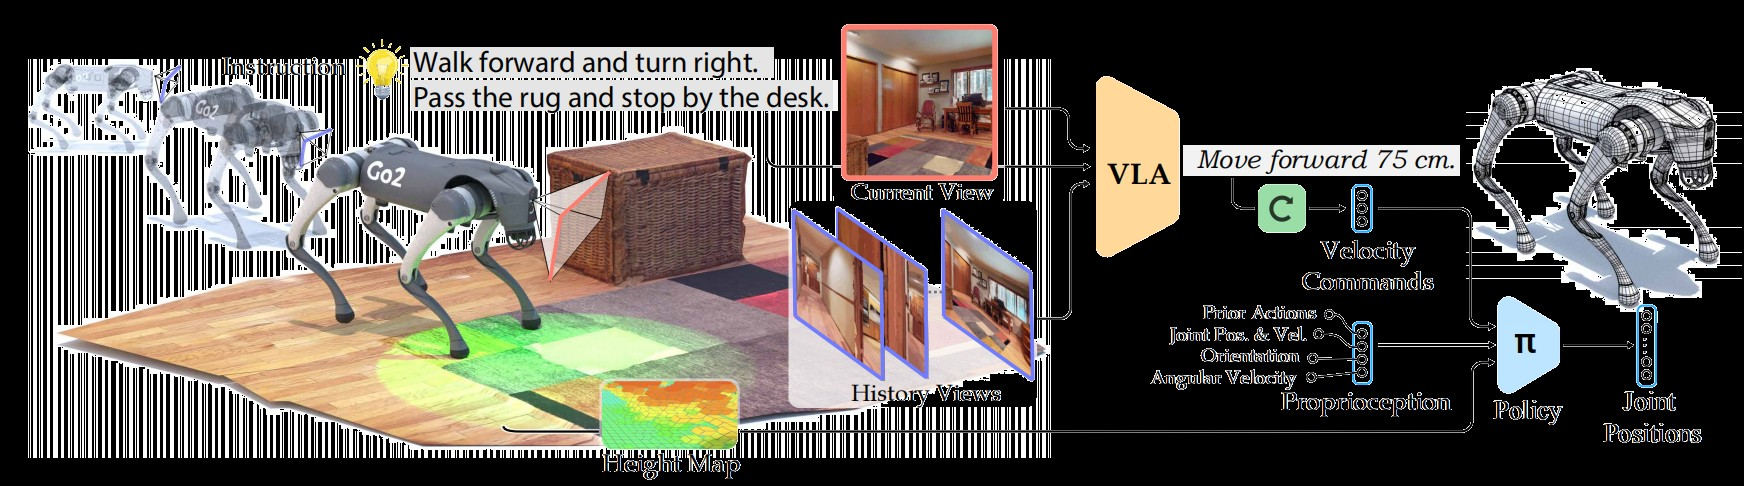 Instruction
Walk forward and turn right.
Pass the rug and stop by the desk.
Go2
Go2
Current View
History Views
Height Map
VLA
Move forward 75 cm.
Velocity
Commands
Prior Actions
Joint Pos. & Vel.
Orientation
Angular Velocity
Proprioception
π
Policy
Joint
Positions